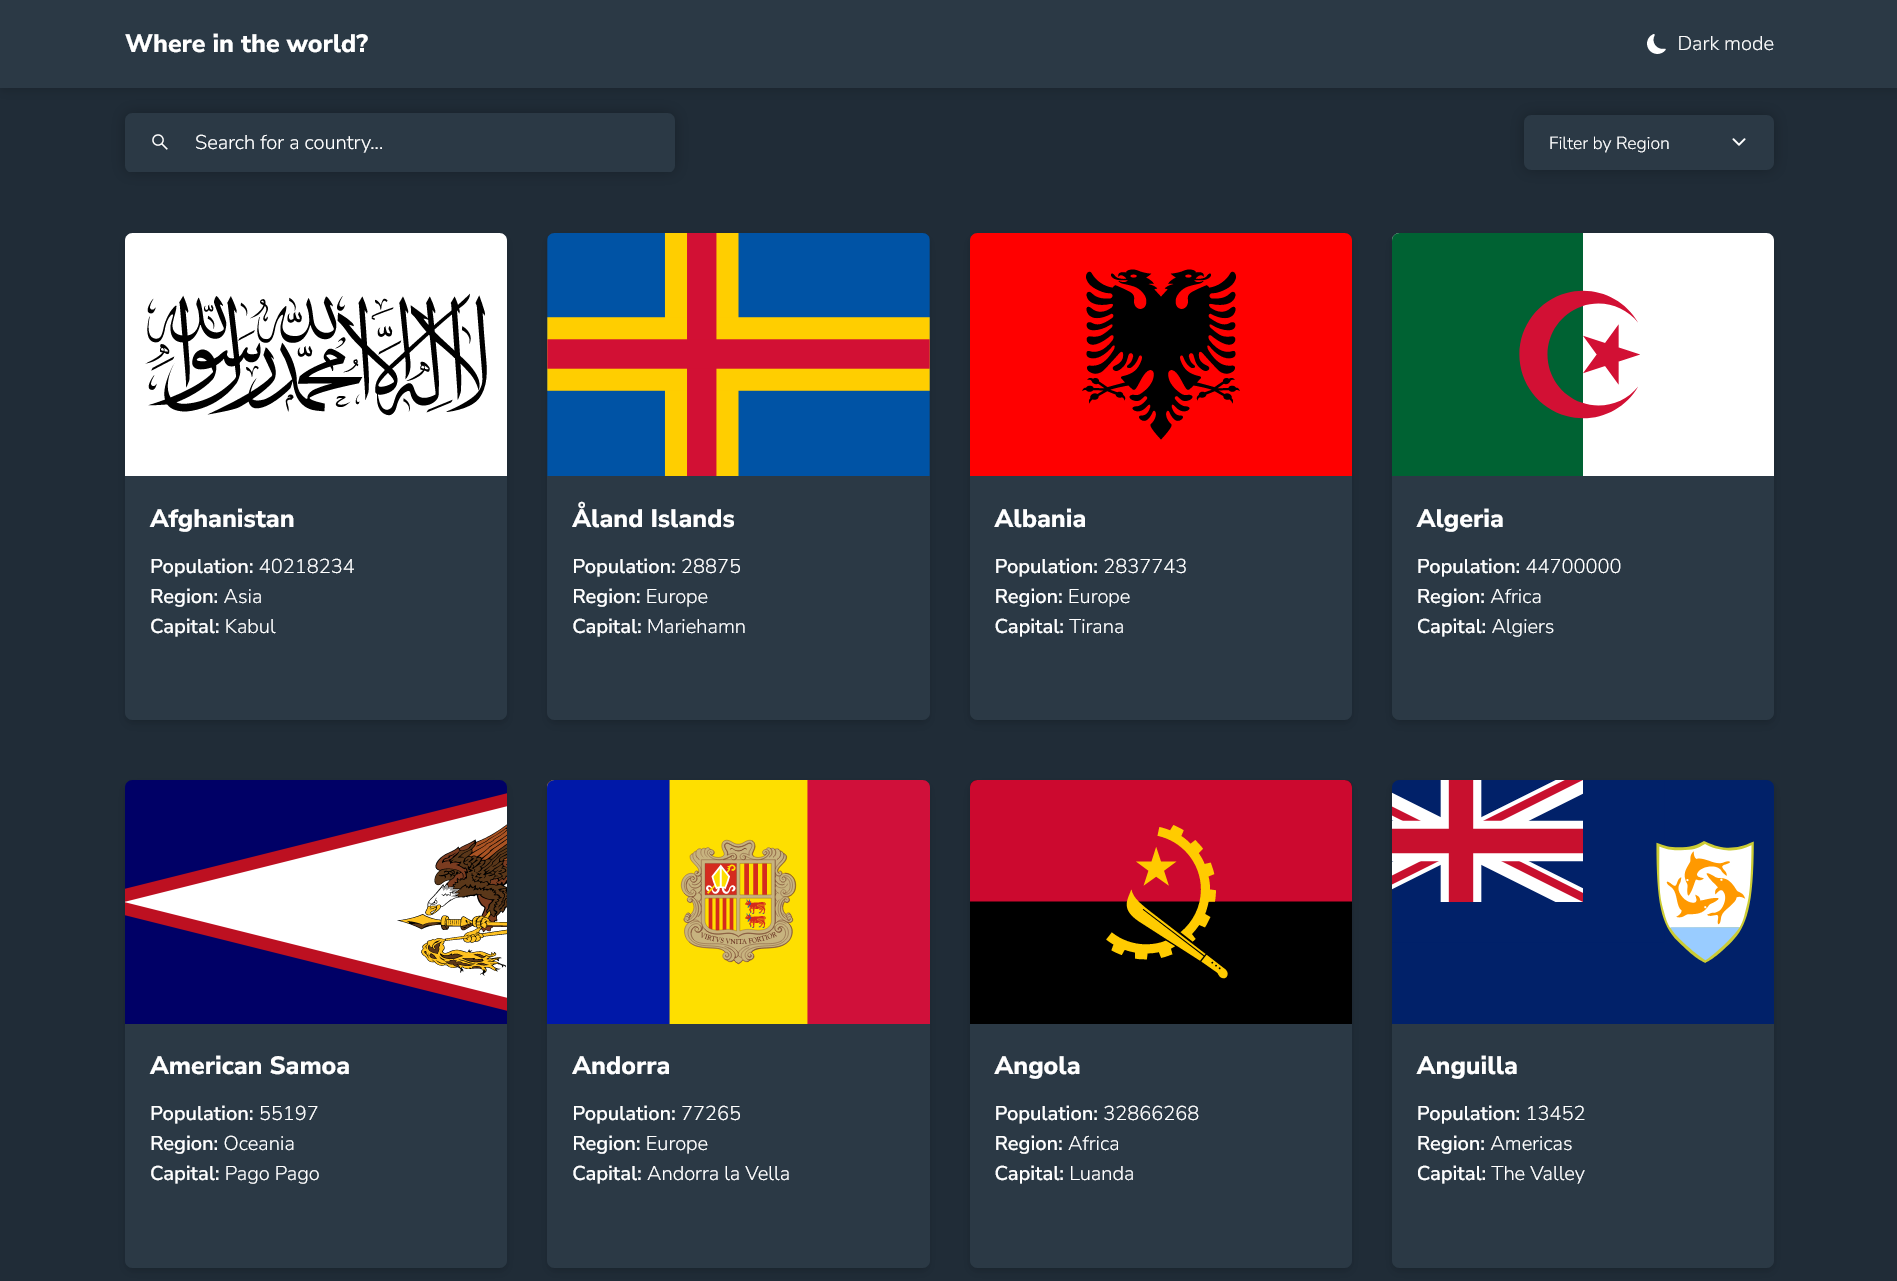 Where in the world?
Dark mode
Search for a country...
Filter by Region
لا إله إلا الله محمد رسول الله
Afghanistan
Population: 40218234
Region: Asia
Capital: Kabul
Åland Islands
Population: 28875
Region: Europe
Capital: Mariehamn
Albania
Population: 2837743
Region: Europe
Capital: Tirana
Algeria
Population: 44700000
Region: Africa
Capital: Algiers
American Samoa
Population: 55197
Region: Oceania
Capital: Pago Pago
VIRTVS VNITA FORTIOR
Andorra
Population: 77265
Region: Europe
Capital: Andorra la Vella
Angola
Population: 32866268
Region: Africa
Capital: Luanda
Anguilla
Population: 13452
Region: Americas
Capital: The Valley